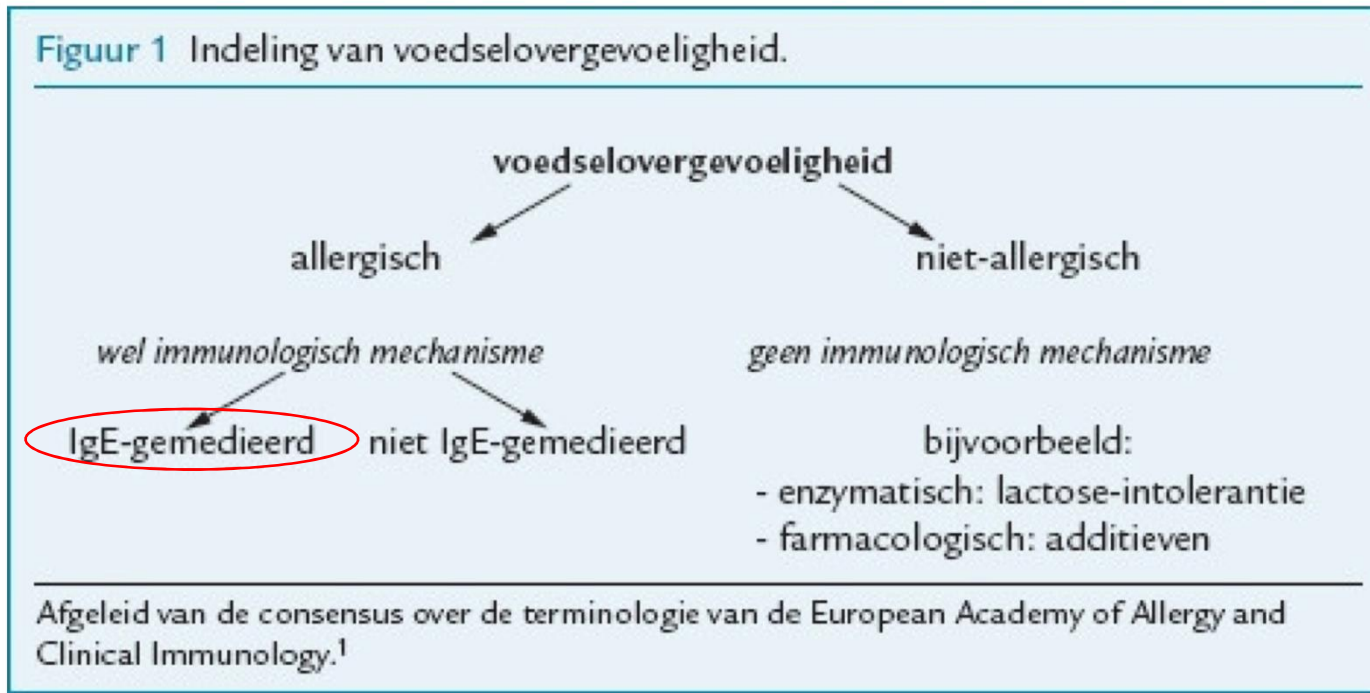 Figuur 1 Indeling van voedselovergevoeligheid.
voedselovergevoeligheid
allergisch niet-allergisch
wel immunologisch mechanisme geen immunologisch mechanisme
IgE-gemedieerd niet IgE-gemedieerd bijvoorbeeld:
- enzymatisch: lactose-intolerantie
- farmacologisch: additieven
Afgeleid van de consensus over de terminologie van de European Academy of Allergy and
Clinical Immunology.1